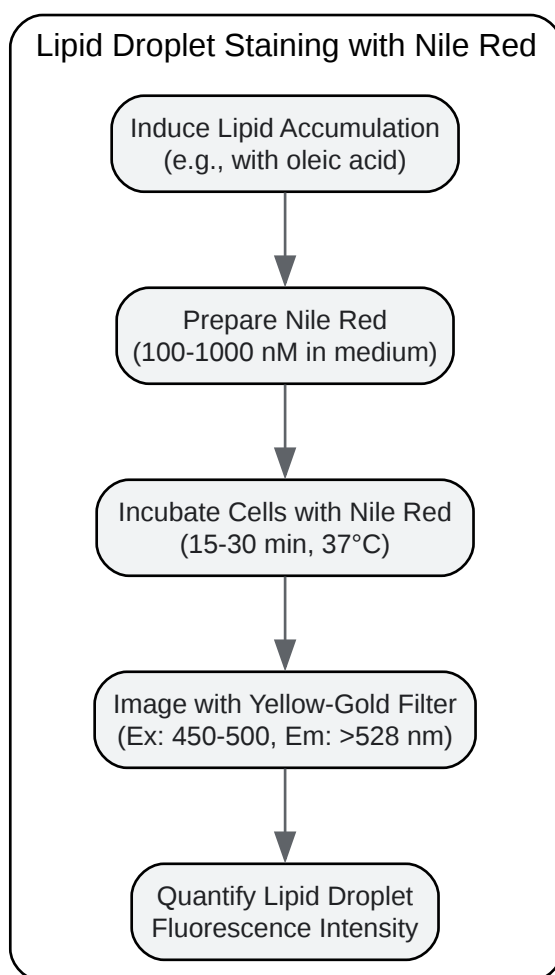 Lipid Droplet Staining with Nile Red
Induce Lipid Accumulation
(e.g., with oleic acid)
Prepare Nile Red
(100-1000 nM in medium)
Incubate Cells with Nile Red
(15-30 min, 37°C)
Image with Yellow-Gold Filter
(Ex: 450-500, Em: >528 nm)
Quantify Lipid Droplet
Fluorescence Intensity